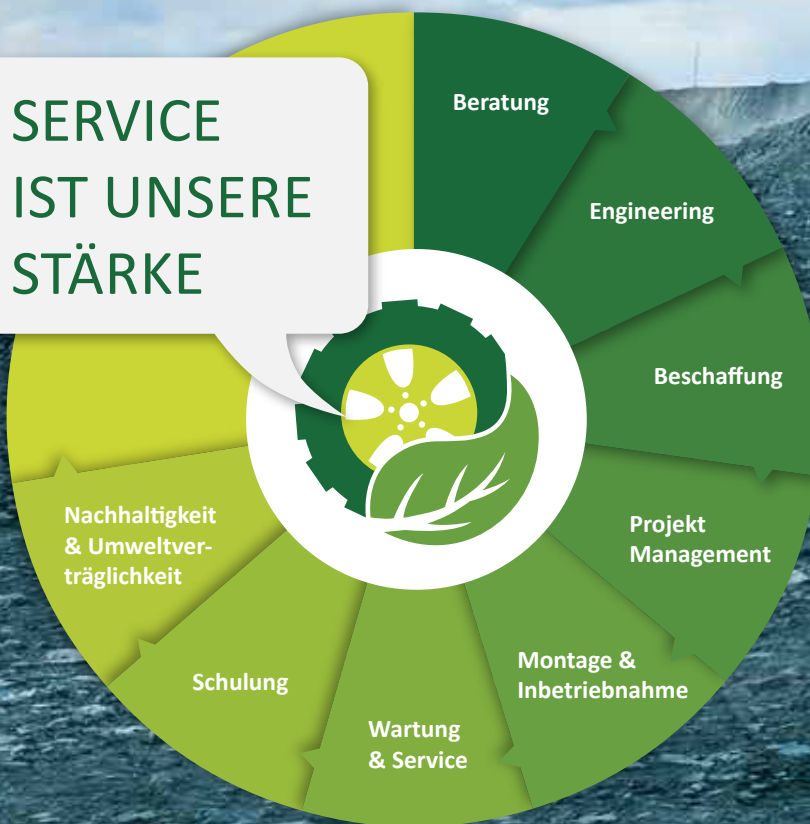 SERVICE
IST UNSERE
STÄRKE
Beratung
Engineering
Beschaffung
Projekt
Management
Montage &
Inbetriebnahme
Wartung
& Service
Schulung
Nachhaltigkeit
& Umweltver-
träglichkeit